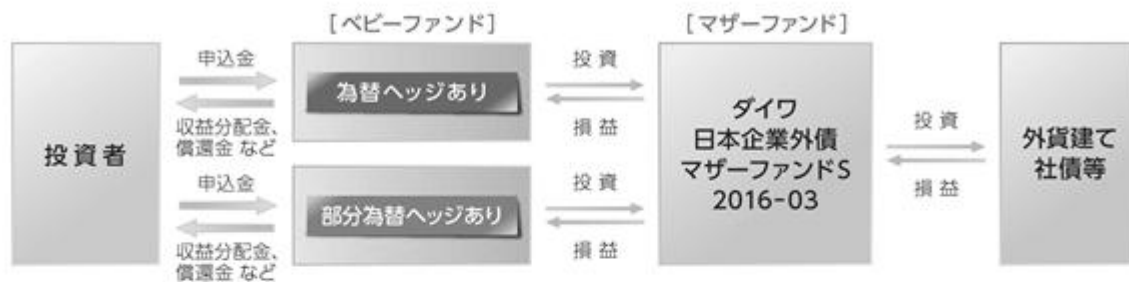 [ベビーファンド]
[マザーファンド]
投資者
申込金
収益分配金、
償還金 など
為替ヘッジあり
投資
損益
申込金
収益分配金、
償還金 など
部分為替ヘッジあり
投資
損益
ダイワ
日本企業外債
マザーファンドS
2016-03
投資
損益
外貨建て
社債等